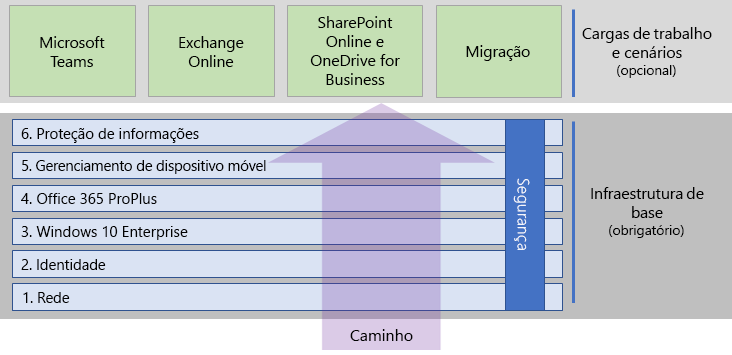 Microsoft
Teams
Exchange
Online
SharePoint
Online e
OneDrive for
Business
Migração
Cargas de trabalho
e cenários
(opcional)
6. Proteção de informações
5. Gerenciamento de dispositivo móvel
4. Office 365 ProPlus
3. Windows 10 Enterprise
2. Identidade
1. Rede
Segurança
Infraestrutura de
base
(obrigatório)
Caminho